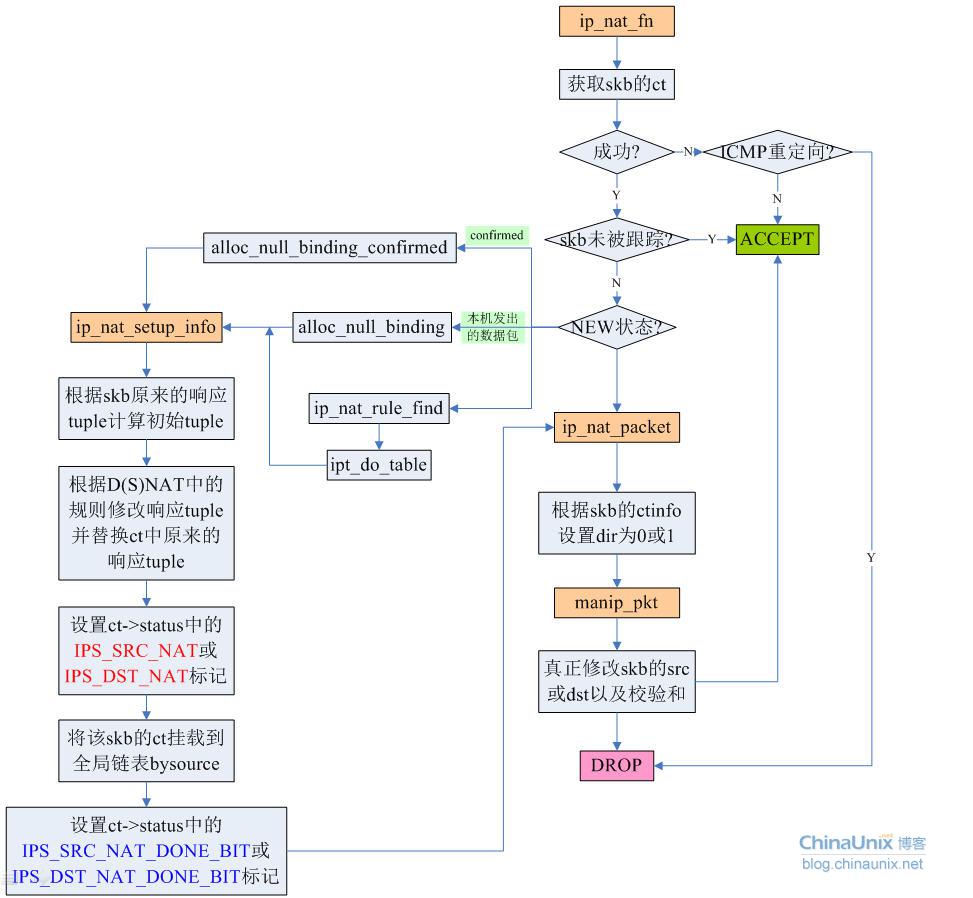 ip_nat_fn
获取skb的ct
成功?
N
ICMP重定向?
Y
N
skb未被跟踪?
Y
ACCEPT
N
NEW状态?
confirmed
alloc_null_binding_confirmed
本机发出
的数据包
alloc_null_binding
ip_nat_setup_info
ip_nat_rule_find
ipt_do_table
根据skb原来的响应
tuple计算初始tuple
根据D(S)NAT中的
规则修改响应tuple
并替换ct中原来的
响应tuple
设置ct->status中的
IPS_SRC_NAT或
IPS_DST_NAT标记
将该skb的ct挂载到
全局链表bysource
设置ct->status中的
IPS_SRC_NAT_DONE_BIT或
IPS_DST_NAT_DONE_BIT标记
ip_nat_packet
根据skb的ctinfo
设置dir为0或1
manip_pkt
真正修改skb的src
或dst以及校验和
Y
DROP
ChinaUnix.net 博客
blog.chinaunix.net